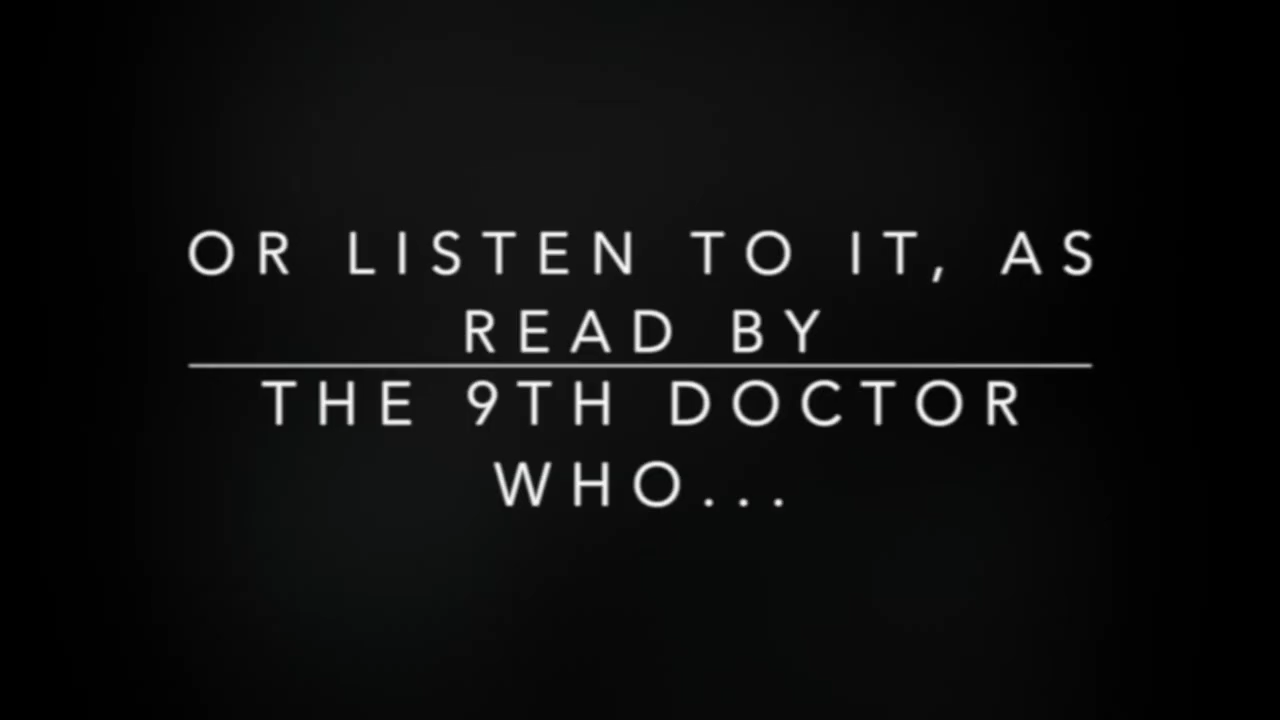 OR LISTEN TO IT, AS
READ BY
THE 9TH DOCTOR
WHO...